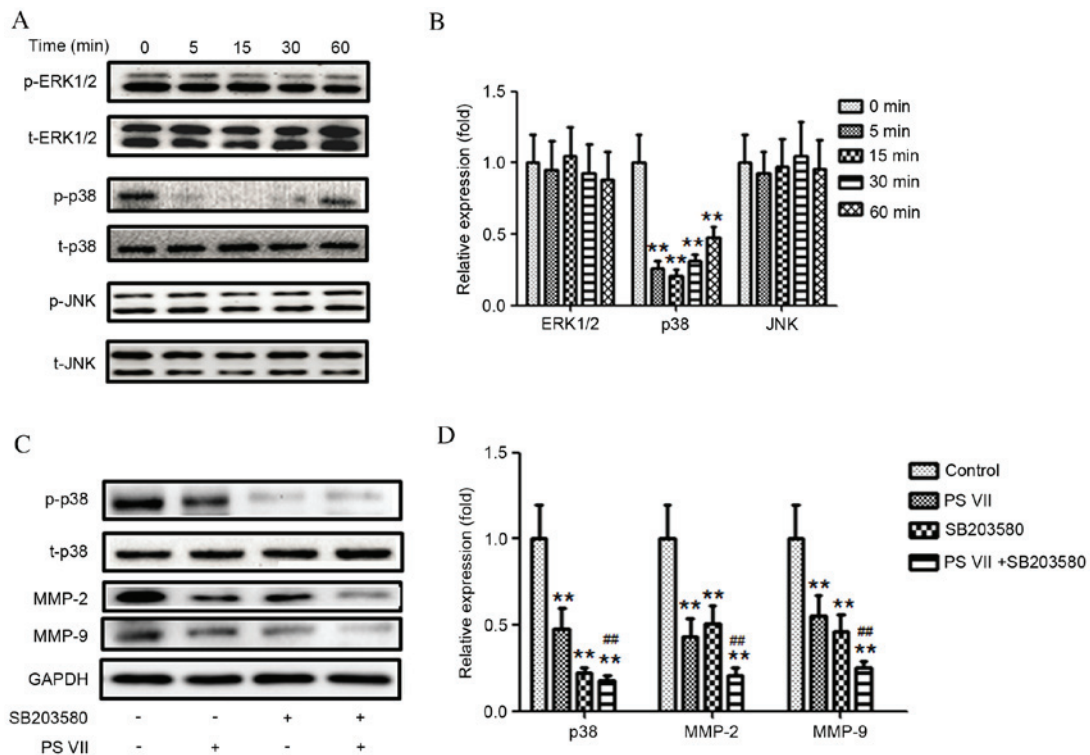 A
Time (min) 0 5 15 30 60
p-ERK1/2
t-ERK1/2
p-p38
t-p38
p-JNK
t-JNK
B
Relative expression (fold)
1.5
1.0
0.5
0.0
** ** ** **
ERK1/2 p38 JNK
0 min
5 min
15 min
30 min
60 min
C
p-p38
t-p38
MMP-2
MMP-9
GAPDH
SB203580 - - + +
PS VII - + - +
D
Relative expression (fold)
1.5
1.0
0.5
0.0
** ** ## **
** ** ## **
** ** ## **
p38 MMP-2 MMP-9
Control
PS VII
SB203580
PS VII +SB203580